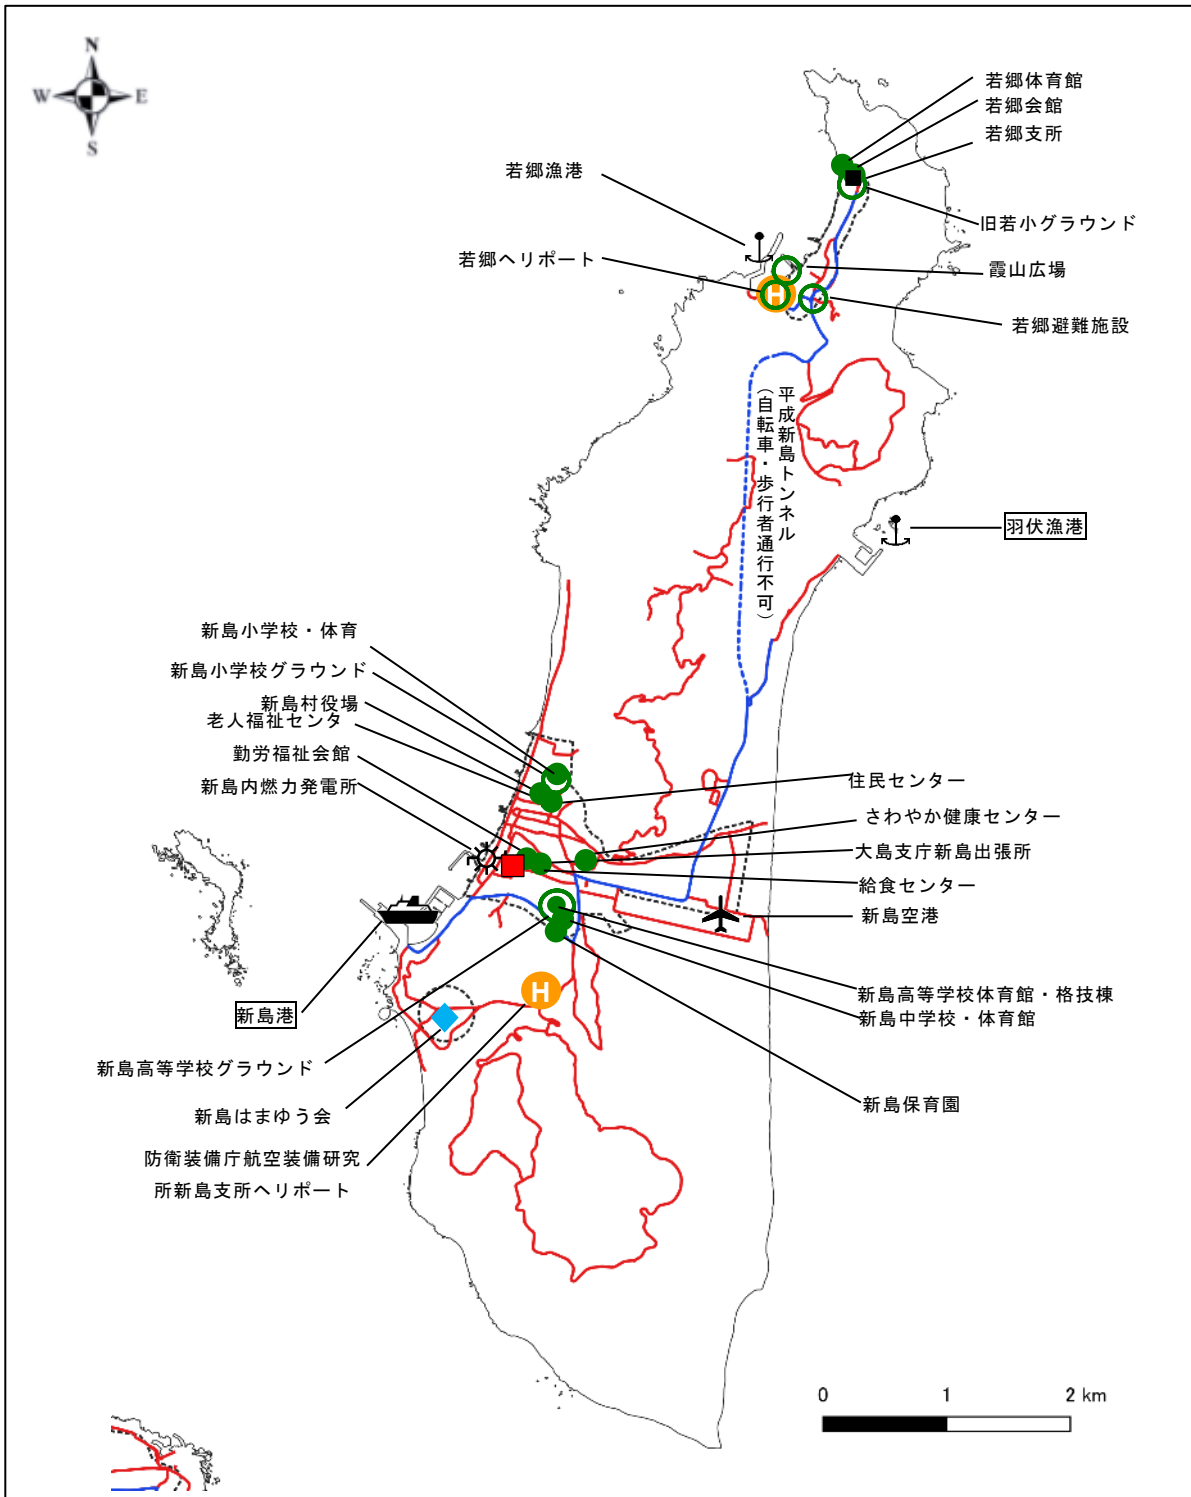 N
W E
S
若郷体育館
若郷会館
若郷支所
若郷漁港
旧若小グラウンド
若郷ヘリポート
霞山広場
H
若郷避難施設
平成新島トンネル
（自転車・歩行者通行不可）
羽伏漁港
新島小学校・体育
新島小学校グラウンド
新島村役場
老人福祉センタ
勤労福祉会館
新島内燃力発電所
住民センター
さわやか健康センター
大島支庁新島出張所
給食センター
新島空港
新島高等学校体育館・格技棟
新島中学校・体育館
H
新島港
新島高等学校グラウンド
新島保育園
新島はまゆう会
防衛装備庁航空装備研究
所新島支所ヘリポート
0 1 2 km